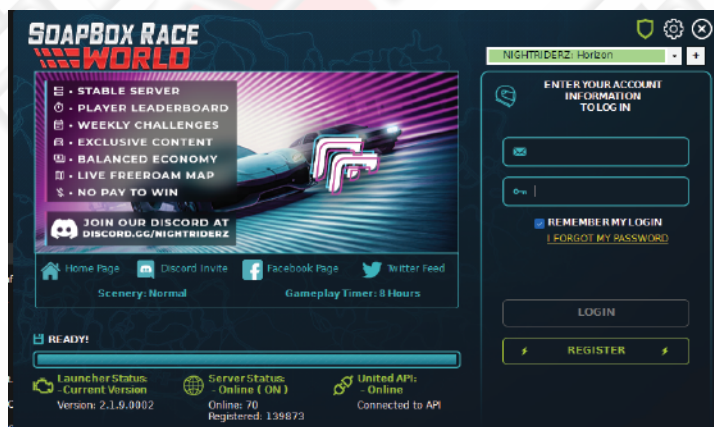 SOAPBOX RACE
WORLD
NIGHTRIDERZ: Horizon
- +
• STABLE SERVER
• PLAYER LEADERBOARD
• WEEKLY CHALLENGES
• EXCLUSIVE CONTENT
• BALANCED ECONOMY
• LIVE FREEROAM MAP
• NO PAY TO WIN
JOIN OUR DISCORD AT
DISCORD.GG/NIGHTRIDERZ
Home Page Discord Invite Facebook Page Twitter Feed
Scenery: Normal Gameplay Timer: 8 Hours
ENTER YOUR ACCOUNT
INFORMATION
TO LOG IN
REMEMBER MY LOGIN
I FORGOT MY PASSWORD
LOGIN
REGISTER
READY!
Launcher Status:
- Current Version
Version: 2.1.9.0002
Server Status:
- Online ( ON )
Online: 70
Registered: 139873
United API:
- Online
Connected to API